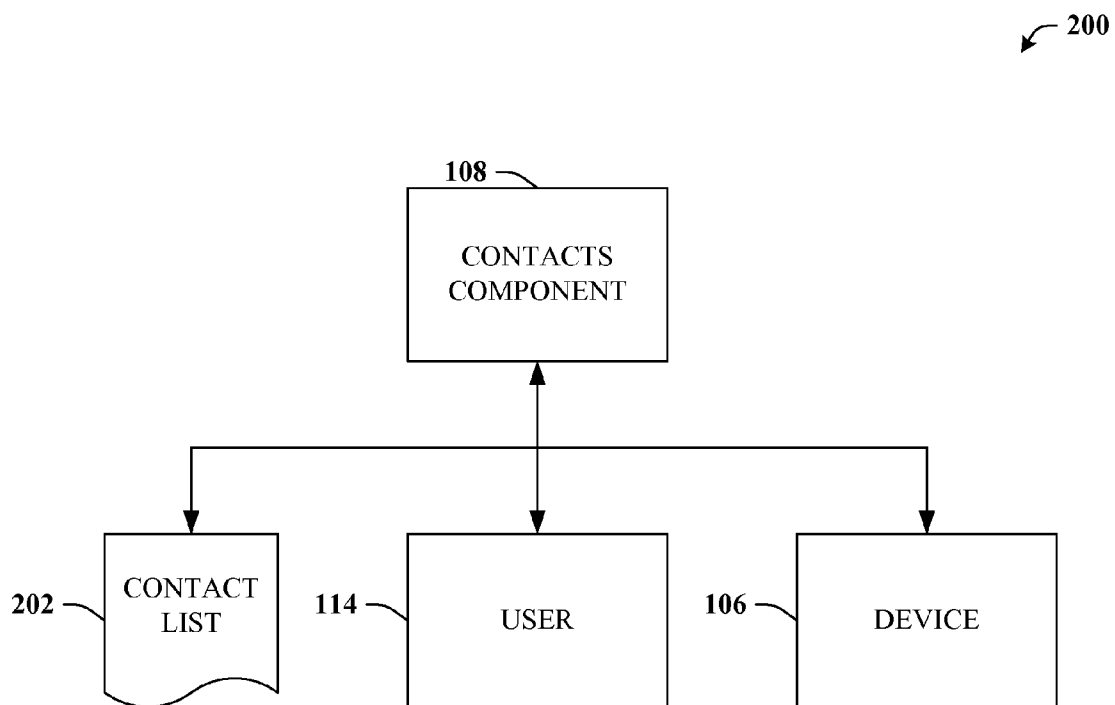 200
108
CONTACTS
COMPONENT
202
CONTACT
LIST
114
USER
106
DEVICE